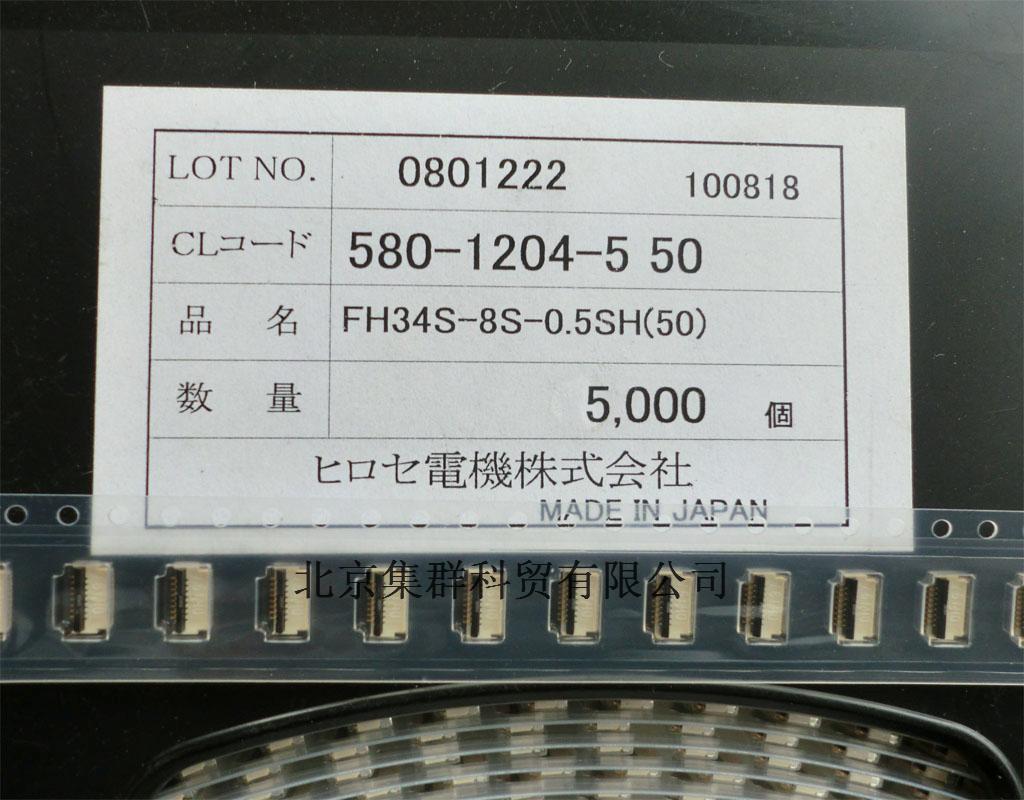 LOT NO. 0801222 100818
CLコード 580-1204-5 50
品 名 FH34S-8S-0.5SH(50)
数 量 5,000 個
ヒロセ電機株式会社
MADE IN JAPAN
北京集群科贸有限公司